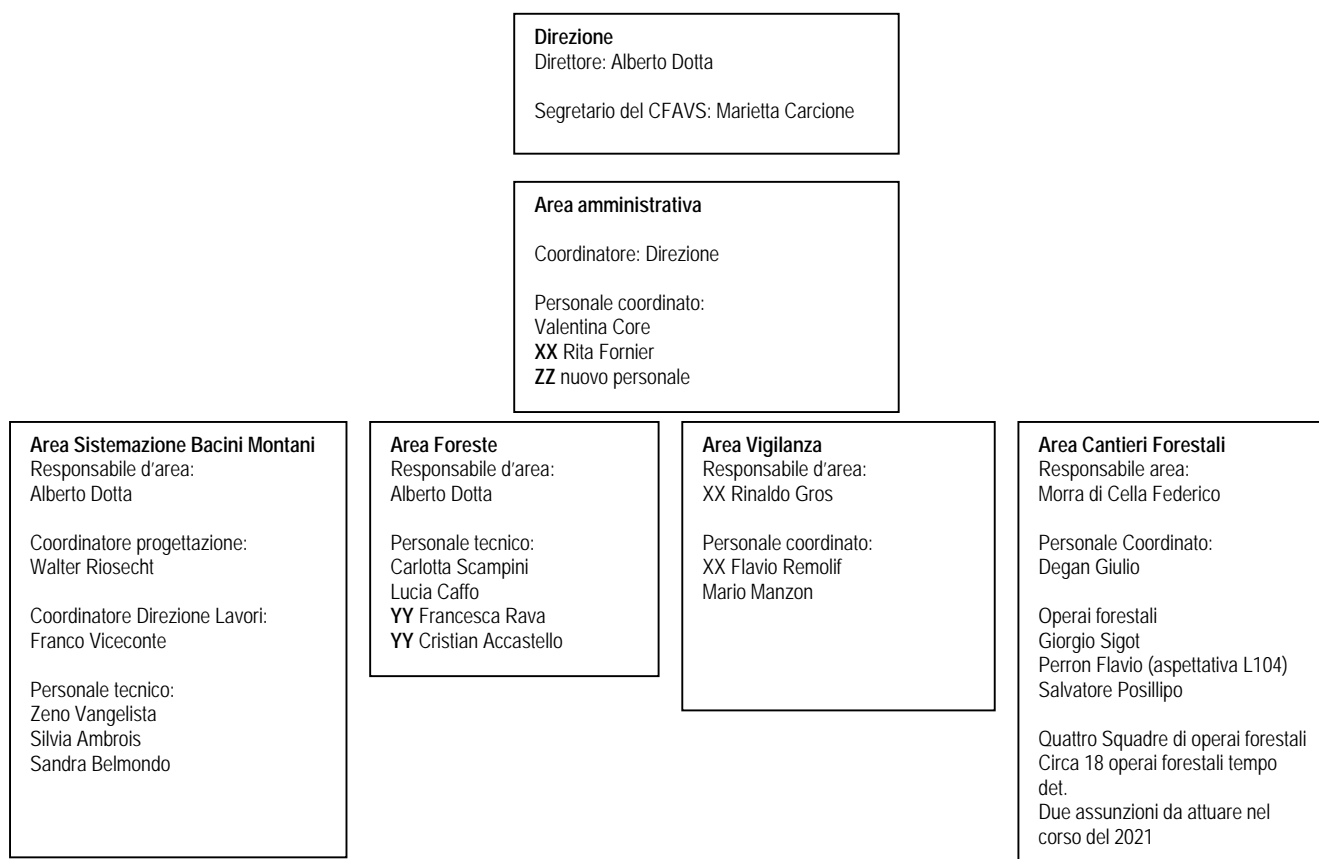 Direzione
Direttore: Alberto Dotta
Segretario del CFAVS: Marietta Carcione
Area amministrativa
Coordinatore: Direzione
Personale coordinato:
Valentina Core
XX Rita Fornier
ZZ nuovo personale
Area Sistemazione Bacini Montani
Responsabile d'area:
Alberto Dotta
Coordinatore progettazione:
Walter Riosecht
Coordinatore Direzione Lavori:
Franco Viceconte
Personale tecnico:
Zeno Vangelista
Silvia Ambrois
Sandra Belmondo
Area Foreste
Responsabile d'area:
Alberto Dotta
Personale tecnico:
Carlotta Scampini
Lucia Caffo
YY Francesca Rava
YY Cristian Accastello
Area Vigilanza
Responsabile d'area:
XX Rinaldo Gros
Personale coordinato:
XX Flavio Remolif
Mario Manzon
Area Cantieri Forestali
Responsabile area:
Morra di Cella Federico
Personale Coordinato:
Degan Giulio
Operai forestali
Giorgio Sigot
Perron Flavio (aspettativa L104)
Salvatore Posillipo
Quattro Squadre di operai forestali
Circa 18 operai forestali tempo
det.
Due assunzioni da attuare nel
corso del 2021